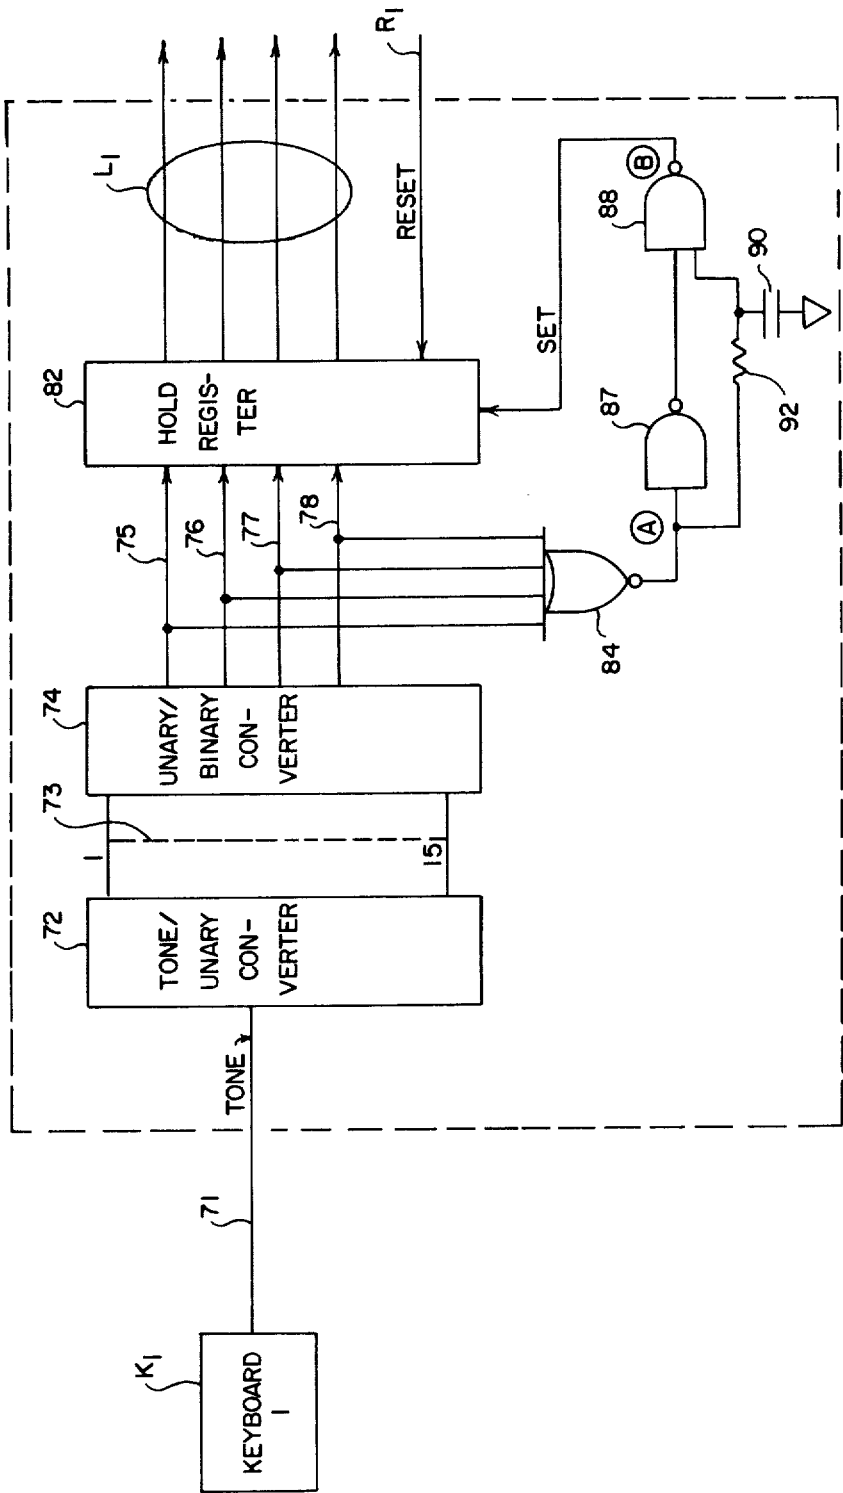 K1
KEYBOARD
1
71
TONE
72
TONE/
UNARY
CON-
VERTER
73
1
15
74
UNARY/
BINARY
CON-
VERTER
75
76
77
78
82
HOLD
REGIS-
TER
L1
RESET
R1
SET
84
A
87
88
B
90
92